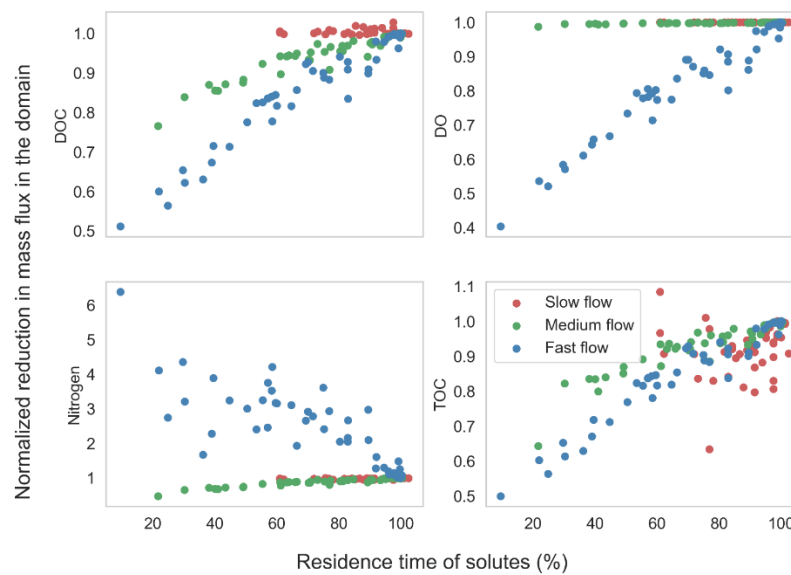 Normalized reduction in mass flux in the domain
DOC
1.0
0.9
0.8
0.7
0.6
0.5
DO
1.0
0.9
0.8
0.7
0.6
0.5
0.4
Nitrogen
6
5
4
3
2
1
20 40 60 80 100
TOC
1.1
1.0
0.9
0.8
0.7
0.6
0.5
Slow flow
Medium flow
Fast flow
20 40 60 80 100
Residence time of solutes (%)